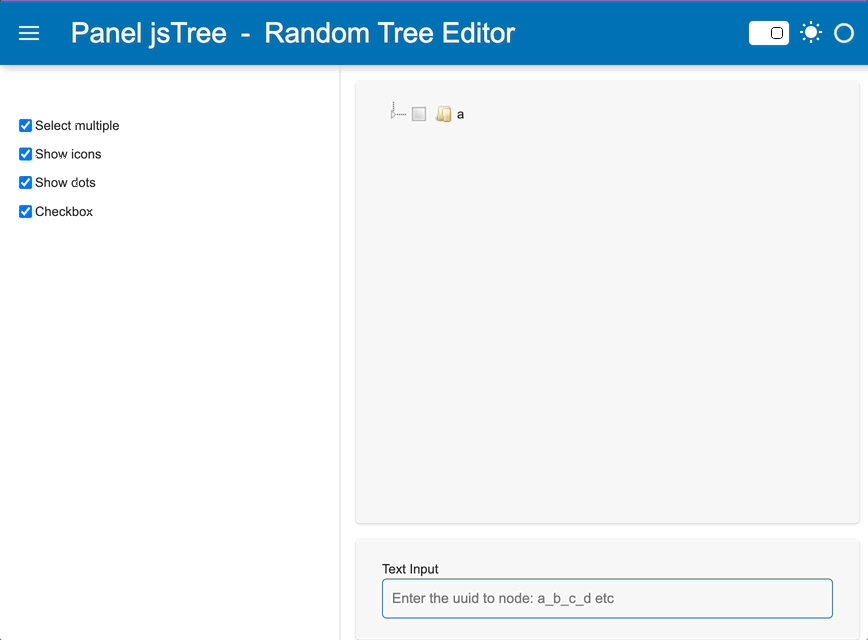 Panel jsTree - Random Tree Editor
Select multiple
Show icons
Show dots
Checkbox
a
Text Input
Enter the uuid to node: a_b_c_d etc